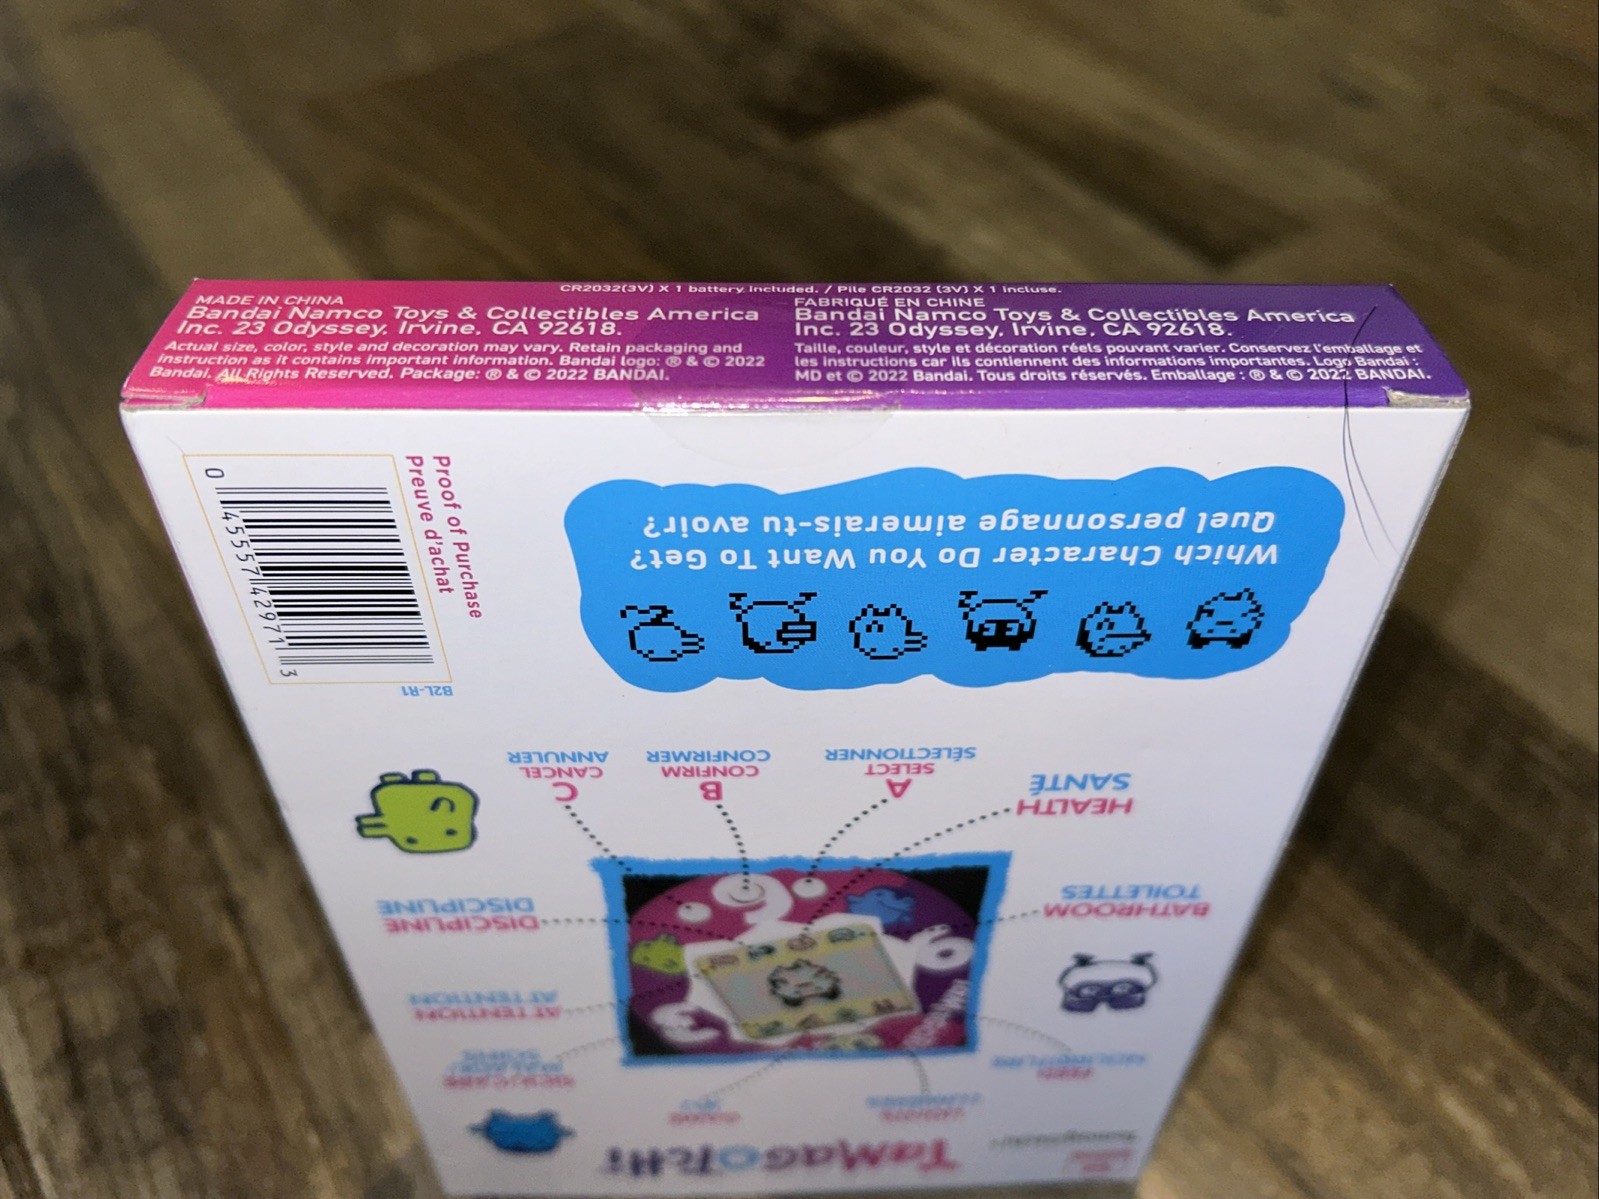 CR2032(3V) X 1 battery included. / Pile CR2032 (3V) X 1 incluse.
MADE IN CHINA
Bandai Namco Toys & Collectibles America
Inc. 23 Odyssey, Irvine, CA 92618.
Actual size, color, style and decoration may vary. Retain packaging and
instruction as it contains important information. Bandai logo: ® & © 2022
Bandai. All Rights Reserved. Package: ® & © 2022 BANDAI.
FABRIQUÉ EN CHINE
Bandai Namco Toys & Collectibles America
Inc. 23 Odyssey, Irvine, CA 92618.
Taille, couleur, style et décoration réels pouvant varier. Conservez l'emballage et
les instructions car ils contiennent des informations importantes. Logo Bandai :
MD et © 2022 Bandai. Tous droits réservés. Emballage : ® & © 2022 BANDAI.
Proof of Purchase
Preuve d'achat
0 45557 42971 3
B2L-R1
Which Character Do You Want To Get?
Quel personnage aimerais-tu avoir?
A
SELECT
SÉLECTIONNER
B
CONFIRM
CONFIRMER
C
CANCEL
ANNULER
HEALTH
SANTÉ
BATHROOM
TOILETTES
DISCIPLINE
DISCIPLINE
ATTENTION
ATTENTION
TaMaGoTcHi